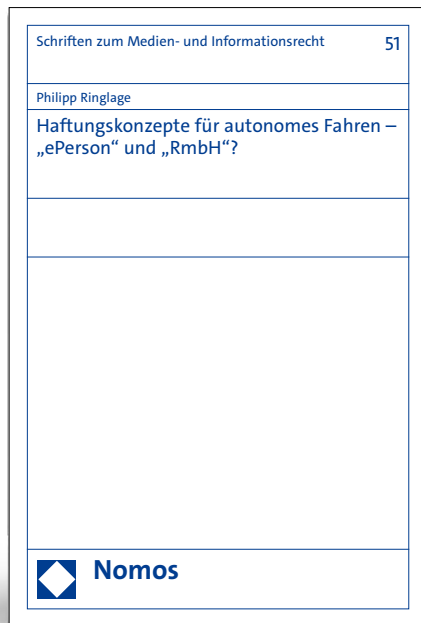 Schriften zum Medien- und Informationsrecht 51
Philipp Ringlage
Haftungskonzepte für autonomes Fahren –
„ePerson“ und „RmbH“?
Nomos